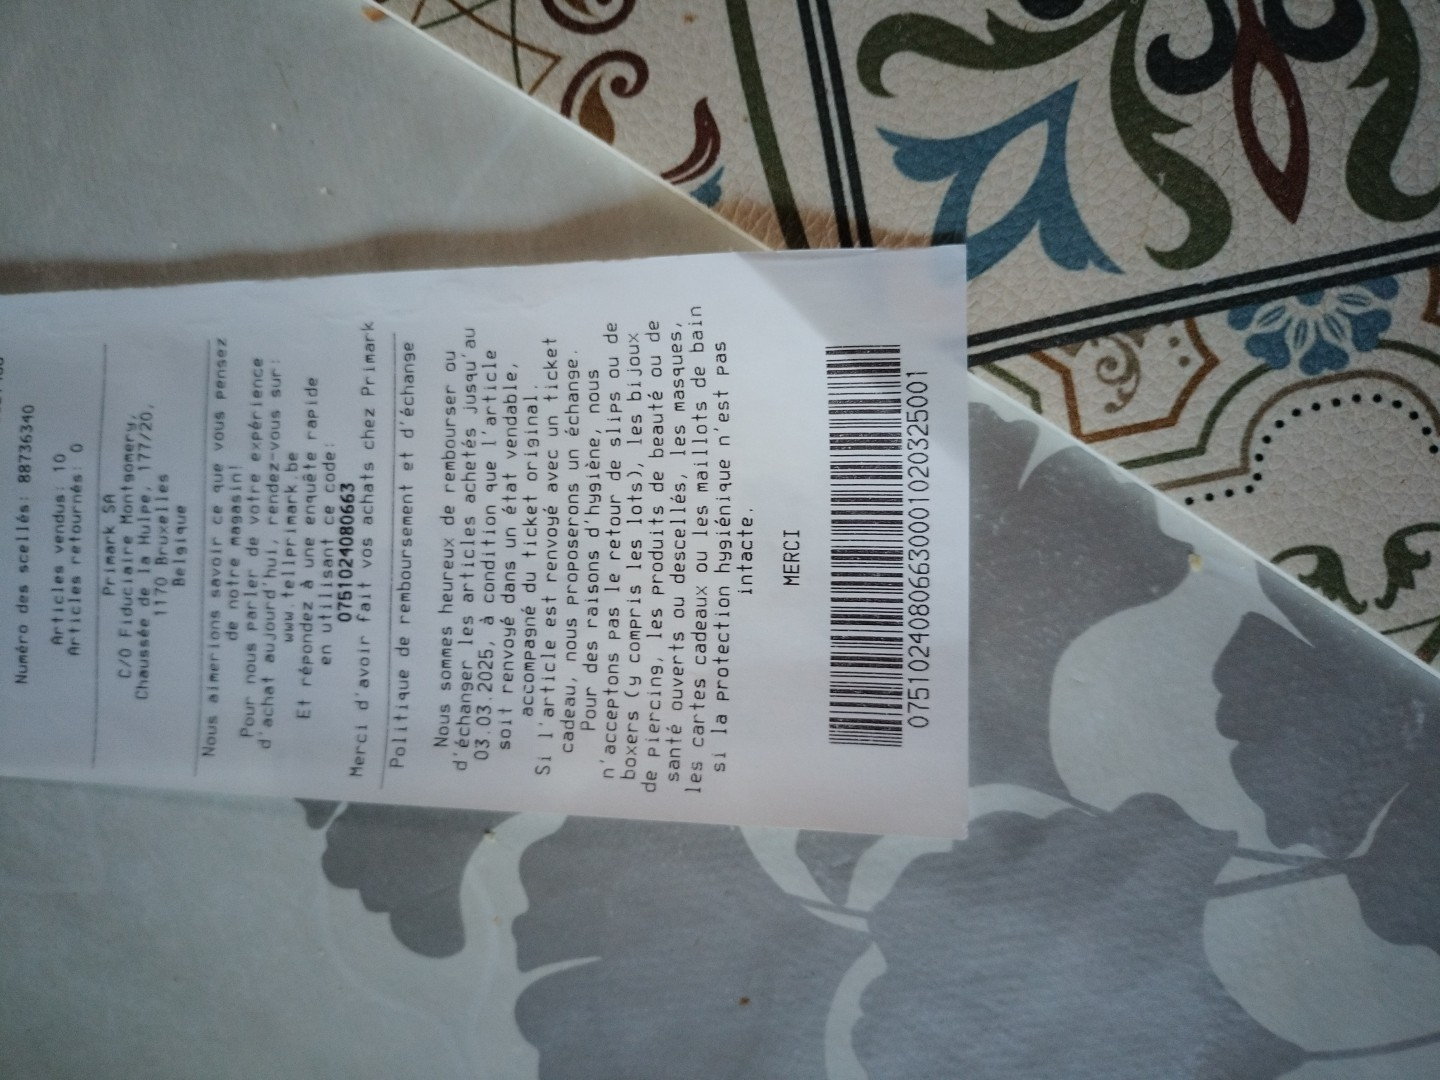 Numéro des scellés: 88736340
Articles vendus: 10
Articles retournés: 0
Primark SA
C/O Fiduciaire Montgomery,
Chaussée de la Hulpe, 177/20,
1170 Bruxelles
Belgique
Nous aimerions savoir ce que vous pensez
de notre magasin!
Pour nous parler de votre expérience
d'achat aujourd'hui, rendez-vous sur:
www.tellprimark.be
Et répondez à une enquête rapide
en utilisant ce code:
0751024080663
Merci d'avoir fait vos achats chez Primark
Politique de remboursement et d'échange
Nous sommes heureux de rembourser ou
d'échanger les articles achetés jusqu'au
03.03.2025, à condition que l'article
soit renvoyé dans un état vendable,
accompagné du ticket original.
Si l'article est renvoyé avec un ticket
cadeau, nous proposerons un échange.
Pour des raisons d'hygiène, nous
n'acceptons pas le retour de slips ou de
boxers (y compris les lots), les bijoux
de piercing, les produits de beauté ou de
santé ouverts ou descellés, les masques,
les cartes cadeaux ou les maillots de bain
si la protection hygiénique n'est pas
intacte.
MERCI
07510240806630001020325001